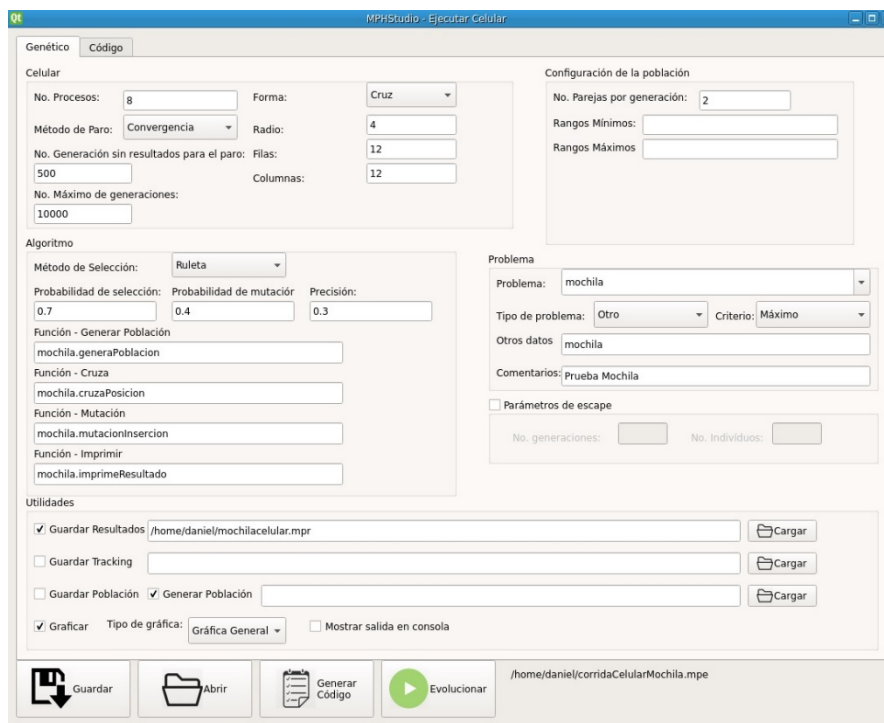 Qt MPHStudio - Ejecutar Celular
Genético Código
Celular
No. Procesos: 8 Forma: Cruz
Método de Paro: Convergencia Radio: 4
No. Generación sin resultados para el paro: Filas: 12
500 Columnas: 12
No. Máximo de generaciones:
10000
Configuración de la población
No. Parejas por generación: 2
Rangos Mínimos:
Rangos Máximos
Algoritmo
Método de Selección: Ruleta
Probabilidad de selección: Probabilidad de mutaciór Precisión:
0.7 0.4 0.3
Función - Generar Población
mochila.generaPoblacion
Función - Cruza
mochila.cruzaPosicion
Función - Mutación
mochila.mutacionInsercion
Función - Imprimir
mochila.imprimeResultado
Problema
Problema: mochila
Tipo de problema: Otro Criterio: Máximo
Otros datos mochila
Comentarios: Prueba Mochila
Parámetros de escape
No. generaciones: No. Individuos:
Utilidades
Guardar Resultados /home/daniel/mochilacelular.mpr Cargar
Guardar Tracking Cargar
Guardar Población Generar Población Cargar
Graficar Tipo de gráfica: Gráfica General Mostrar salida en consola
Guardar Abrir Generar Código Evolucionar /home/daniel/corridaCelularMochila.mpe